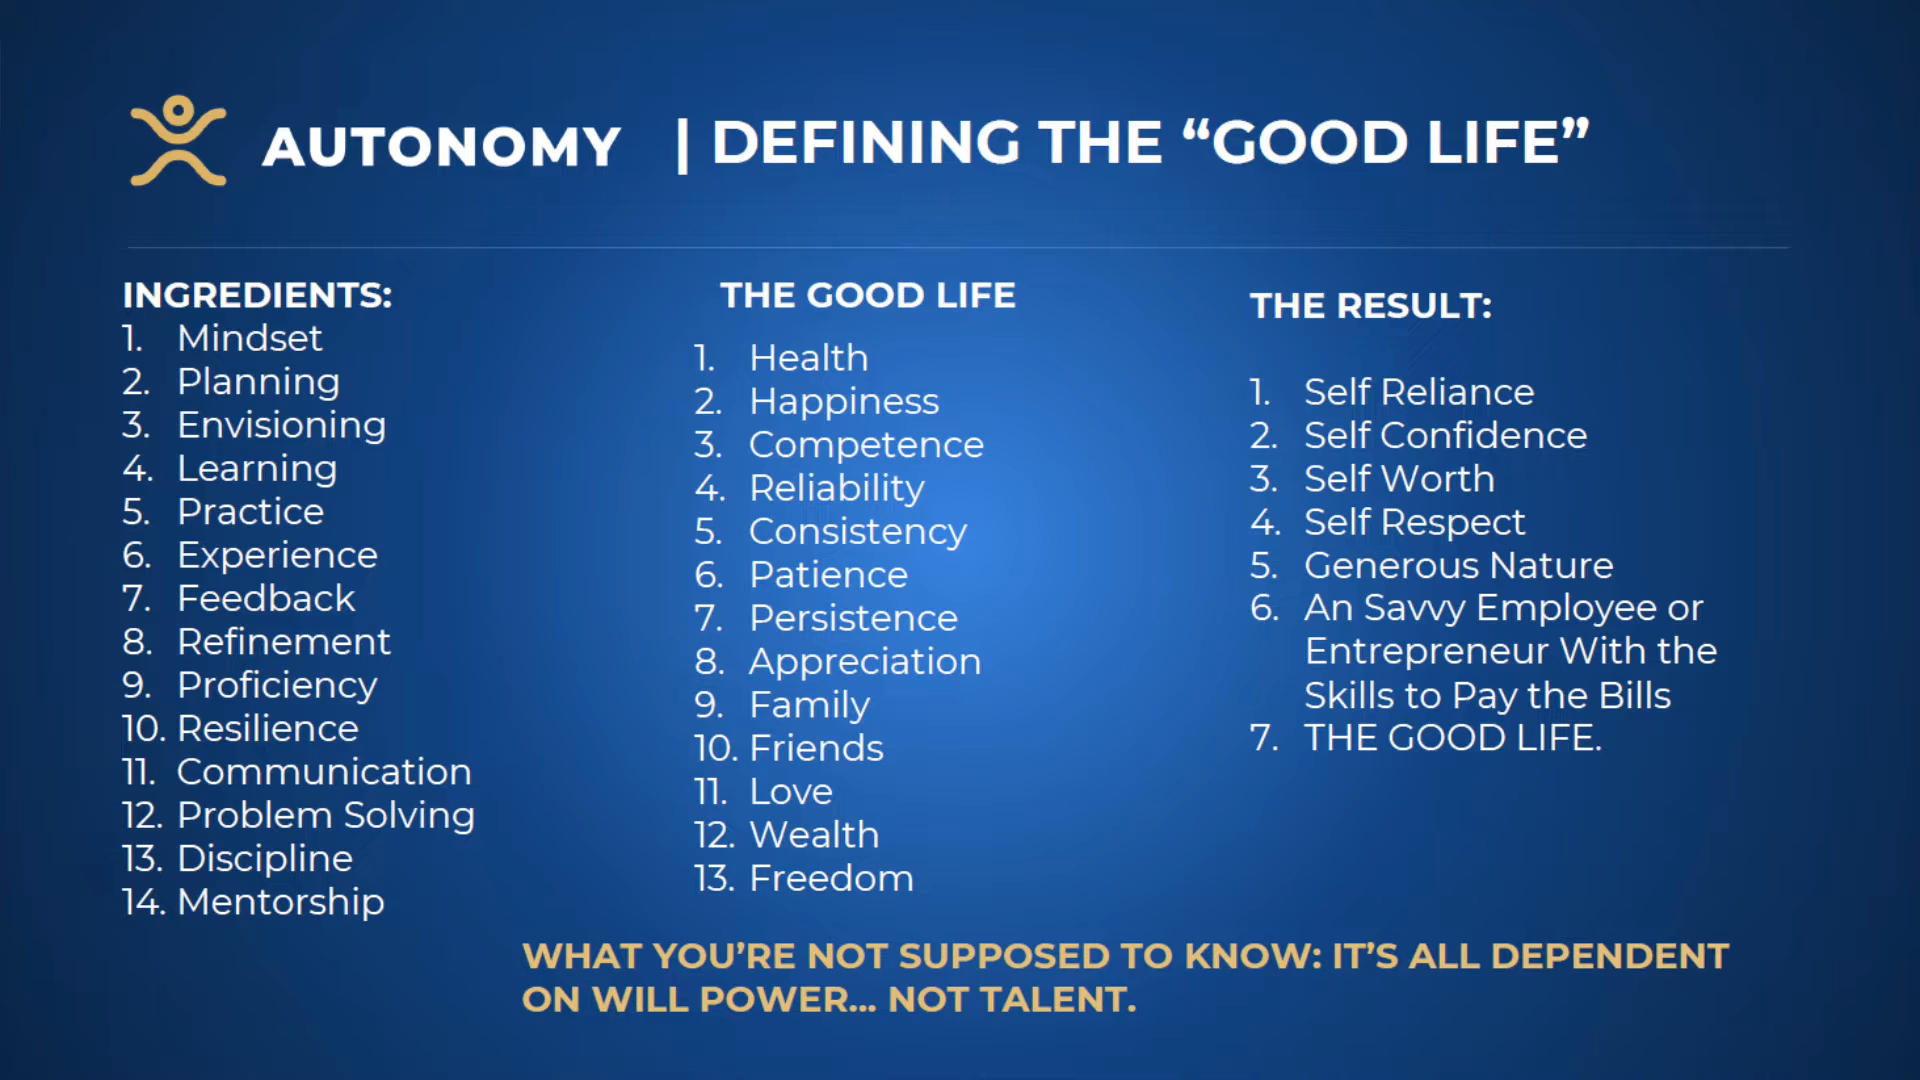 AUTONOMY | DEFINING THE “GOOD LIFE”
INGREDIENTS:
1. Mindset
2. Planning
3. Envisioning
4. Learning
5. Practice
6. Experience
7. Feedback
8. Refinement
9. Proficiency
10. Resilience
11. Communication
12. Problem Solving
13. Discipline
14. Mentorship
THE GOOD LIFE
1. Health
2. Happiness
3. Competence
4. Reliability
5. Consistency
6. Patience
7. Persistence
8. Appreciation
9. Family
10. Friends
11. Love
12. Wealth
13. Freedom
THE RESULT:
1. Self Reliance
2. Self Confidence
3. Self Worth
4. Self Respect
5. Generous Nature
6. An Savvy Employee or
Entrepreneur With the
Skills to Pay the Bills
7. THE GOOD LIFE.
WHAT YOU’RE NOT SUPPOSED TO KNOW: IT’S ALL DEPENDENT
ON WILL POWER... NOT TALENT.